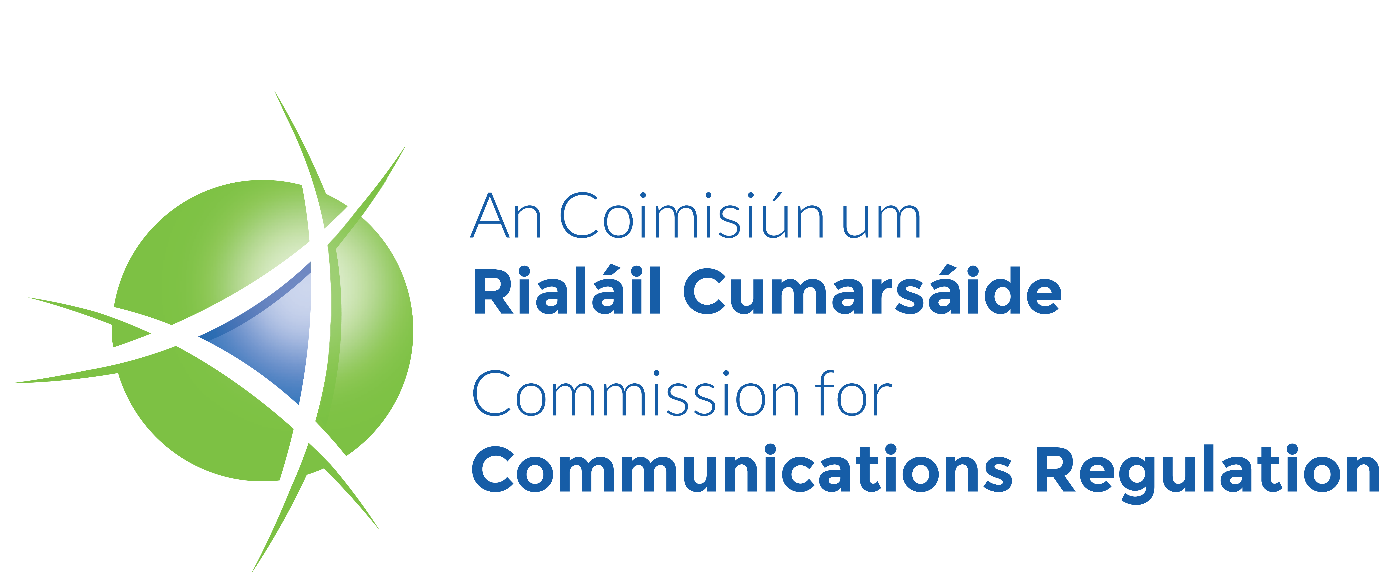 An Coimisiún um
Rialáil Cumarsáide
Commission for
Communications Regulation